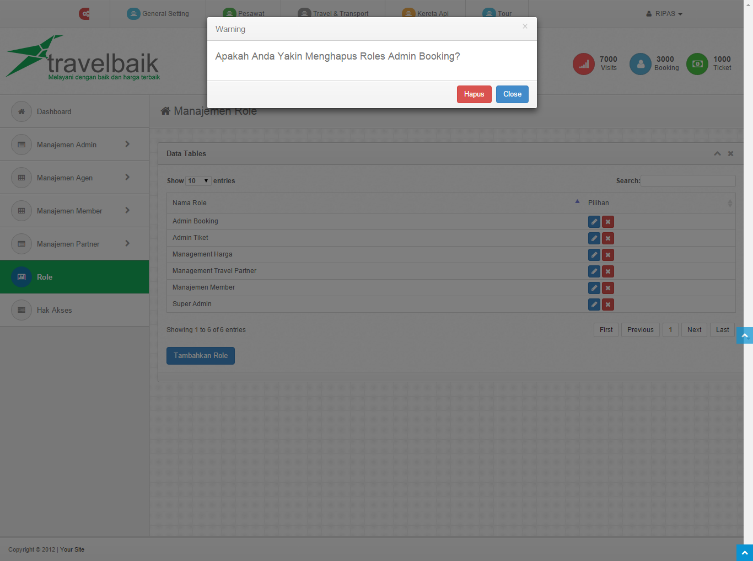 General Setting
Pesawat
Travel & Transport
Kereta Api
Tour
RIPAS
Warning
×
Apakah Anda Yakin Menghapus Roles Admin Booking?
Hapus
Close
travelbaik
Melayani dengan baik dan harga terbaik
7000
Visits
3000
Booking
1000
Ticket
Dashboard
Manajemen Admin
Manajemen Agen
Manajemen Member
Manajemen Partner
Role
Hak Akses
Manajemen Role
Data Tables
Show 10 entries
Search:
Nama Role
Pilihan
Admin Booking
Admin Tiket
Management Harga
Management Travel Partner
Manajemen Member
Super Admin
Showing 1 to 6 of 6 entries
First
Previous
1
Next
Last
Tambahkan Role
Copyright © 2012 | Your Site